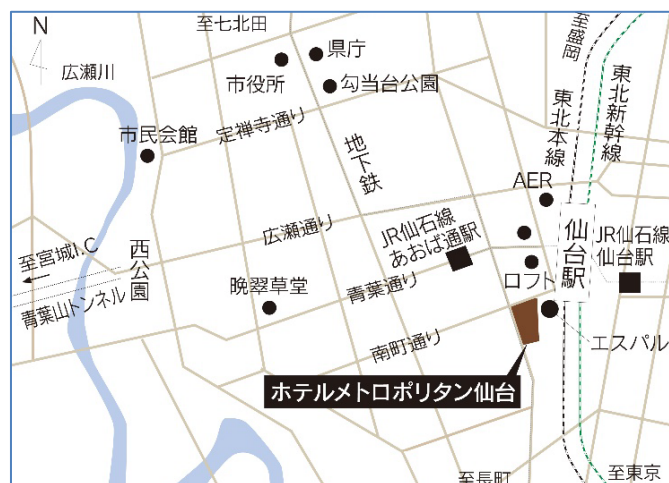 N
至七北田
県庁
市役所
勾当台公園
広瀬川
至盛岡
東北本線
東北新幹線
定禅寺通り
市民会館
地下鉄
AER
広瀬通り
JR仙石線
あおば通駅
仙台駅
JR仙石線
仙台駅
至宮城I.C
西公園
青葉山トンネル
晩翠草堂
青葉通り
ロフト
南町通り
エスパル
ホテルメトロポリタン仙台
至長町
至東京